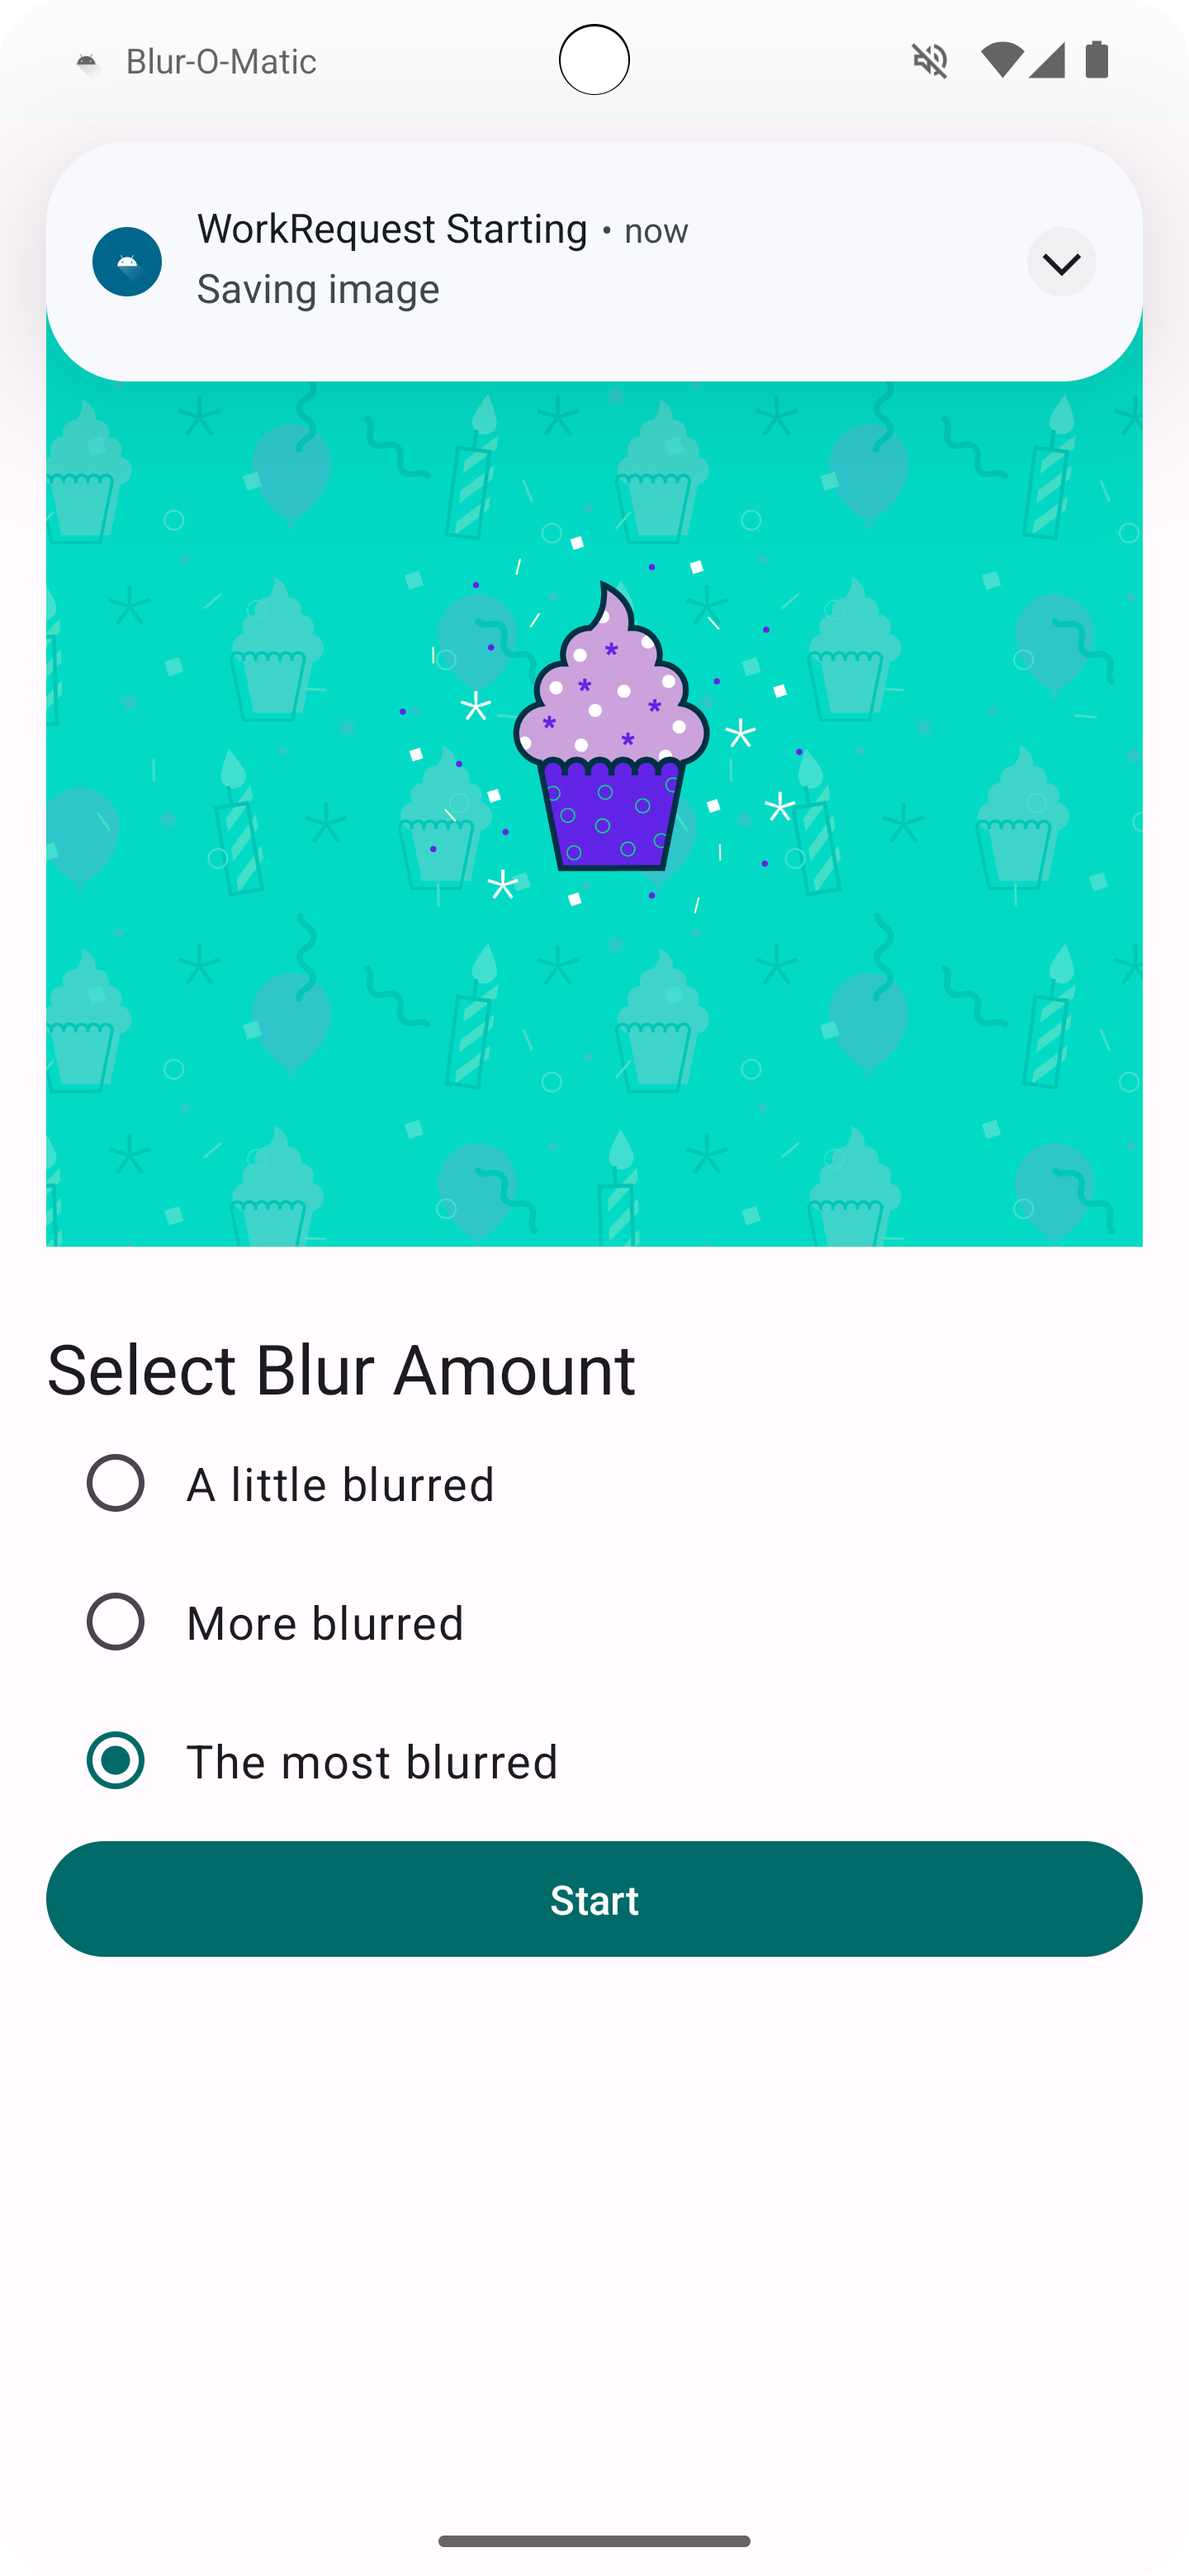 Blur-O-Matic
WorkRequest Starting • now
Saving image
Select Blur Amount
A little blurred
More blurred
The most blurred
Start